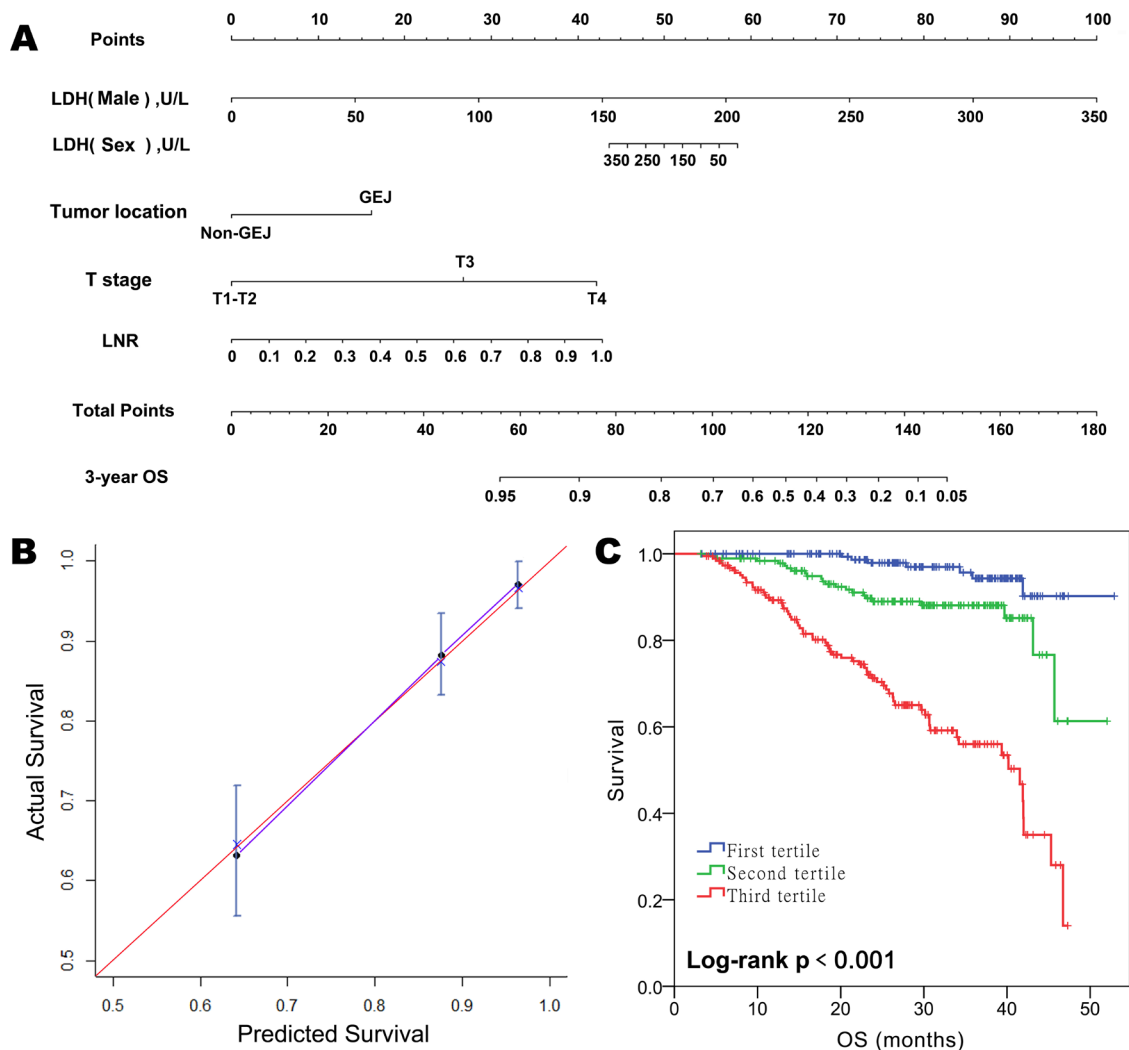 A
Points
0 10 20 30 40 50 60 70 80 90 100
LDH( Male ) ,U/L
0 50 100 150 200 250 300 350
LDH( Sex ) ,U/L
350 250 150 50
Tumor location
GEJ
Non-GEJ
T stage
T3
T1-T2 T4
LNR
0 0.1 0.2 0.3 0.4 0.5 0.6 0.7 0.8 0.9 1.0
Total Points
0 20 40 60 80 100 120 140 160 180
3-year OS
0.95 0.9 0.8 0.7 0.6 0.5 0.4 0.3 0.2 0.1 0.05
B
Actual Survival
1.0
0.9
0.8
0.7
0.6
0.5
0.5 0.6 0.7 0.8 0.9 1.0
Predicted Survival
C
Survival
1.0
0.8
0.6
0.4
0.2
0.0
First tertile
Second tertile
Third tertile
Log-rank p < 0.001
0 10 20 30 40 50
OS (months)